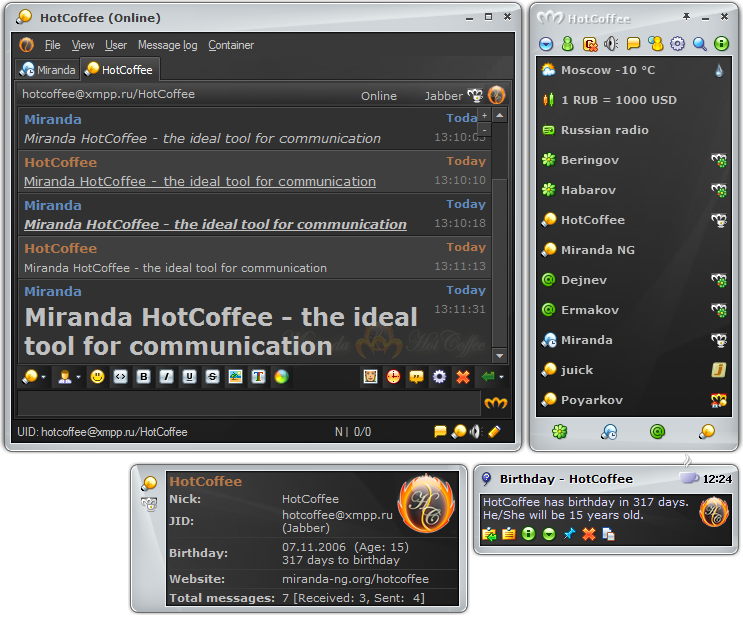 HotCoffee (Online)
File View User Message log Container
Miranda HotCoffee
hotcoffee@xmpp.ru/HotCoffee Online Jabber
Miranda Today
Miranda HotCoffee - the ideal tool for communication 13:10:03
HotCoffee Today
Miranda HotCoffee - the ideal tool for communication 13:10:10
Miranda Today
Miranda HotCoffee - the ideal tool for communication 13:10:18
HotCoffee Today
Miranda HotCoffee - the ideal tool for communication 13:11:13
Miranda Today
Miranda HotCoffee - the ideal 13:11:31
tool for communication
Miranda HotCoffee
B I U S T
UID: hotcoffee@xmpp.ru/HotCoffee N | 0/0
HotCoffee
Moscow -10 °C
1 RUB = 1000 USD
Russian radio
Beringov
Habarov
HotCoffee
Miranda NG
Dejnev
Ermakov
Miranda
juick
Poyarkov
HotCoffee
Nick: HotCoffee
JID: hotcoffee@xmpp.ru
(Jabber)
Birthday: 07.11.2006 (Age: 15)
317 days to birthday
Website: miranda-ng.org/hotcoffee
Total messages: 7 [Received: 3, Sent: 4]
HC
Birthday - HotCoffee 12:24
HotCoffee has birthday in 317 days.
He/She will be 15 years old.
HC